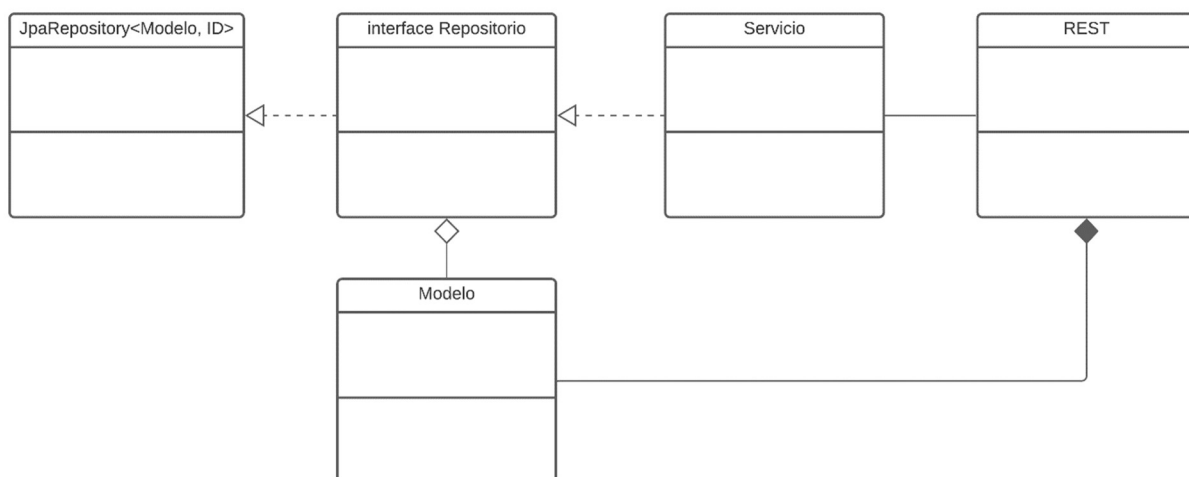 JpaRepository<Modelo, ID>
interface Repositorio
Servicio
REST
Modelo